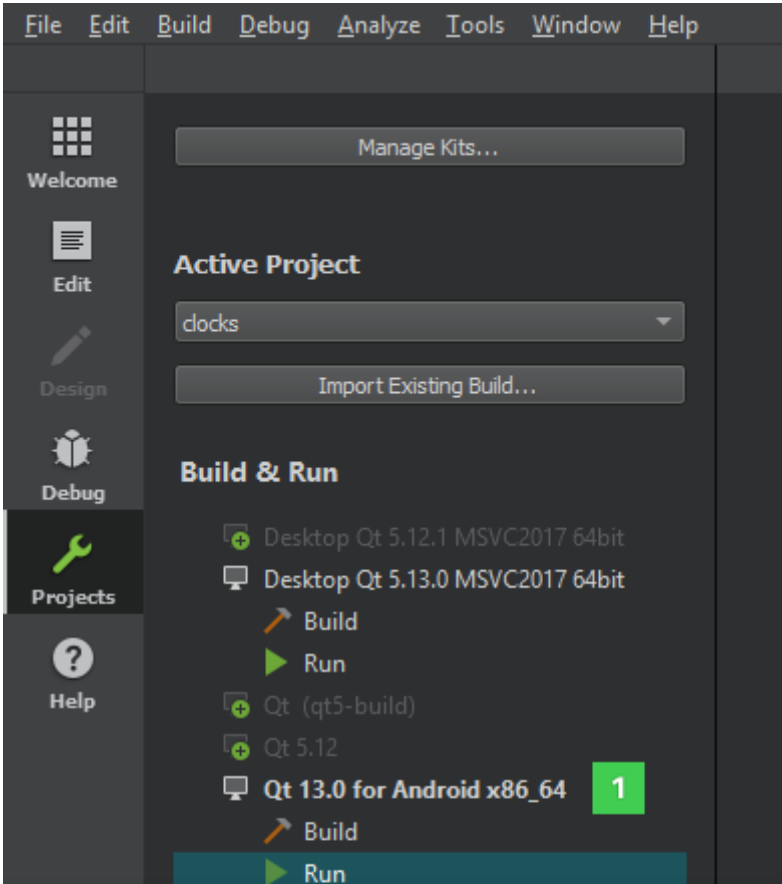 File Edit Build Debug Analyze Tools Window Help
Manage Kits...
Welcome
Active Project
Edit
clocks
Design
Import Existing Build...
Debug
Build & Run
Desktop Qt 5.12.1 MSVC2017 64bit
Desktop Qt 5.13.0 MSVC2017 64bit
Projects
Build
Run
Help
Qt (qt5-build)
Qt 5.12
Qt 13.0 for Android x86_64 1
Build
Run